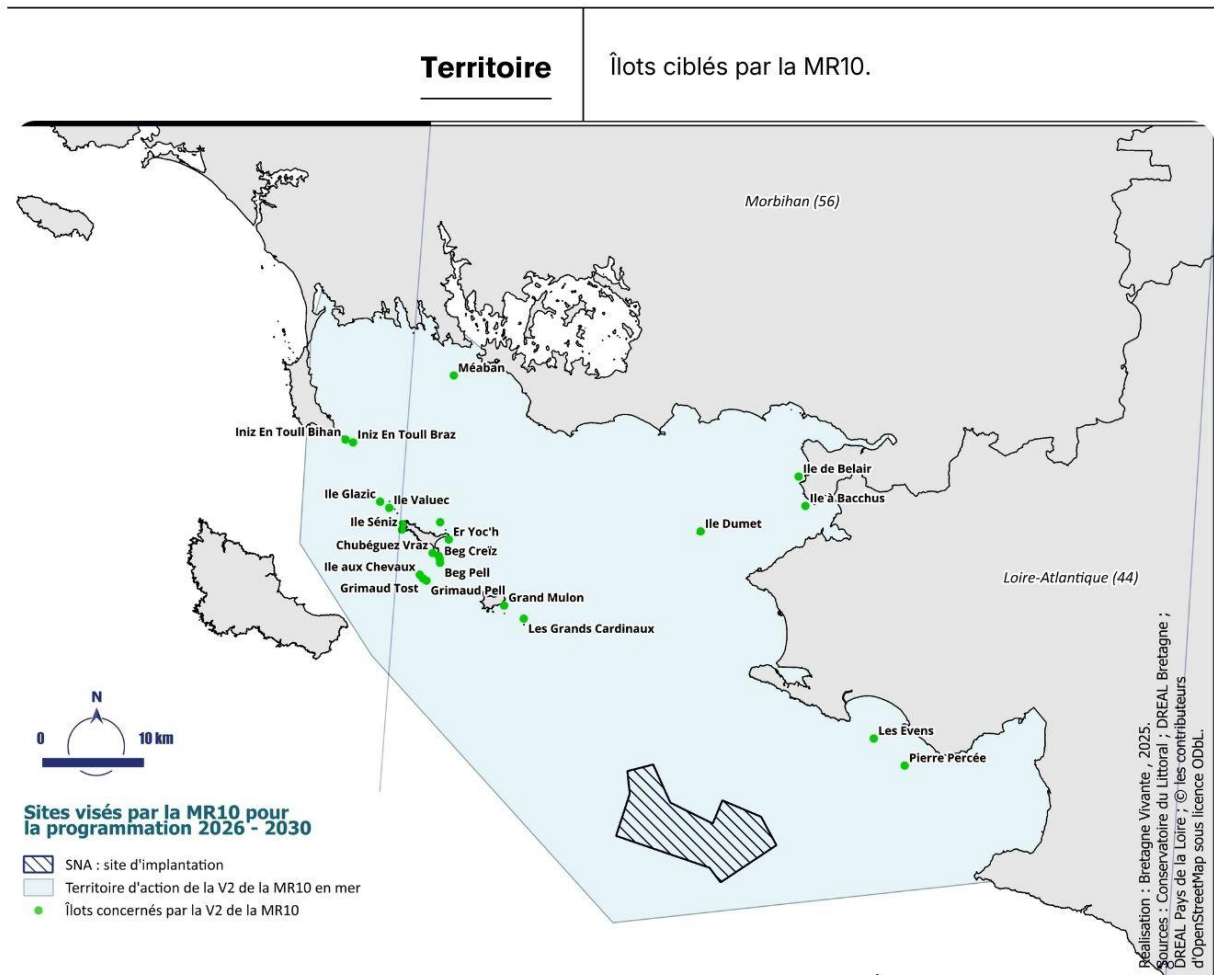 Territoire
Îlots ciblés par la MR10.
Morbihan (56)
Méaban
Iniz En Toull Bihan
Iniz En Toull Braz
Ile de Belair
Ile à Bacchus
Ile Glazic
Ile Valuec
Ile Séniz
Er Yoc'h
Ile Dumet
Chubéguez Vraz
Beg Creïz
Ile aux Chevaux
Beg Pell
Grimaud Tost
Grimaud Pell
Grand Mulon
Les Grands Cardinaux
Loire-Atlantique (44)
Les Evens
Pierre Percée
N
0
10 km
Sites visés par la MR10 pour
la programmation 2026 - 2030
SNA : site d'implantation
Territoire d'action de la V2 de la MR10 en mer
Îlots concernés par la V2 de la MR10
Réalisation : Bretagne Vivante , 2025.
Sources : Conservatoire du Littoral ; DREAL Bretagne ;
DREAL Pays de la Loire ; © les contributeurs
d'OpenStreetMap sous licence ODbL.